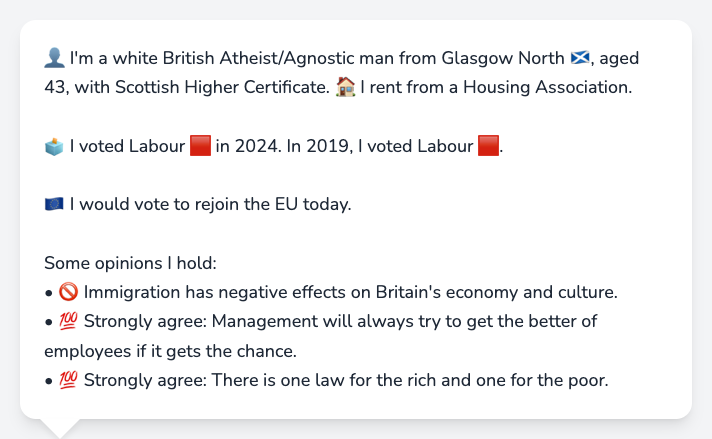 👤 I'm a white British Atheist/Agnostic man from Glasgow North 🏴󠁧󠁢󠁳󠁣󠁴󠁿, aged
43, with Scottish Higher Certificate. 🏠 I rent from a Housing Association.
🗳️ I voted Labour 🟥 in 2024. In 2019, I voted Labour 🟥.
🇪🇺 I would vote to rejoin the EU today.
Some opinions I hold:
• 🚫 Immigration has negative effects on Britain's economy and culture.
• 💯 Strongly agree: Management will always try to get the better of
employees if it gets the chance.
• 💯 Strongly agree: There is one law for the rich and one for the poor.